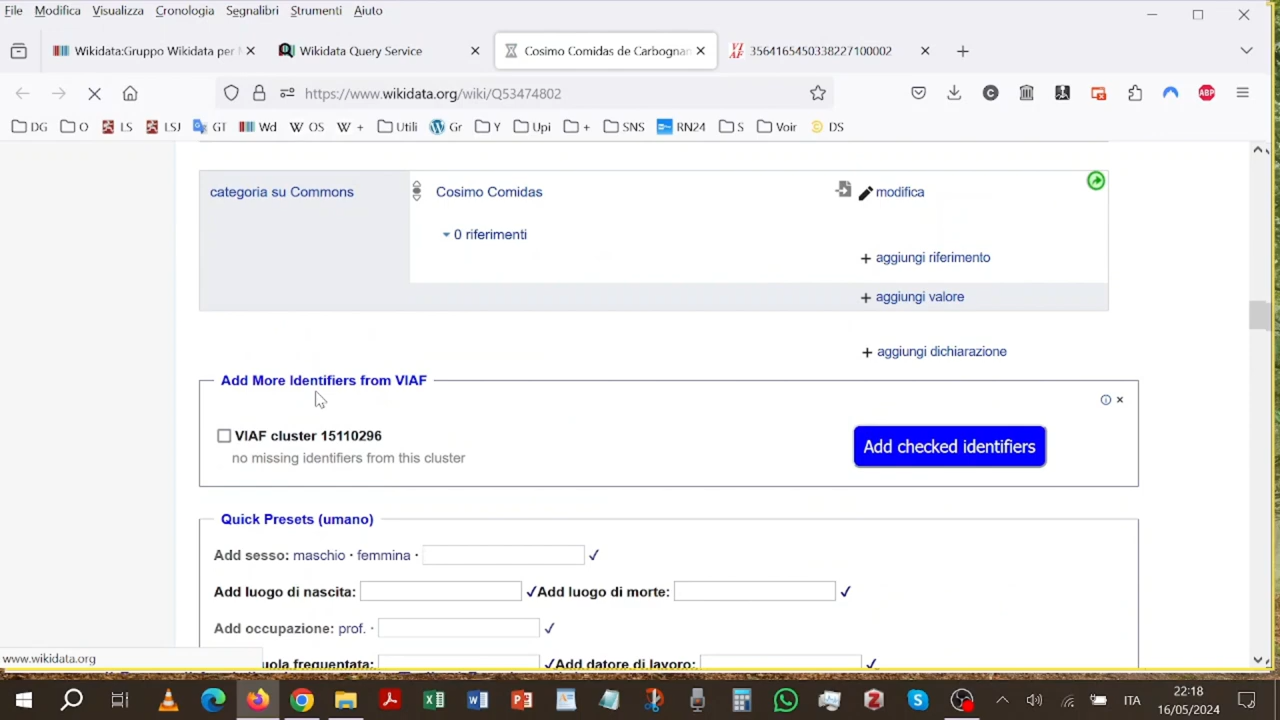 File Modifica Visualizza Cronologia Segnalibri Strumenti Aiuto
Wikidata:Gruppo Wikidata per M
Wikidata Query Service
Cosimo Comidas de Carbognan
VIAF 3564165450338227100002
https://www.wikidata.org/wiki/Q53474802
DG O LS LSJ GT Wd OS + Utili Gr Y Upi + SNS RN24 S Voir DS
categoria su Commons
Cosimo Comidas
modifica
0 riferimenti
+ aggiungi riferimento
+ aggiungi valore
+ aggiungi dichiarazione
Add More Identifiers from VIAF
VIAF cluster 15110296
no missing identifiers from this cluster
Add checked identifiers
Quick Presets (umano)
Add sesso: maschio · femmina ·
Add luogo di nascita: Add luogo di morte:
Add occupazione: prof. ·
uola frequentata: Add datore di lavoro:
www.wikidata.org
ITA
22:18
16/05/2024